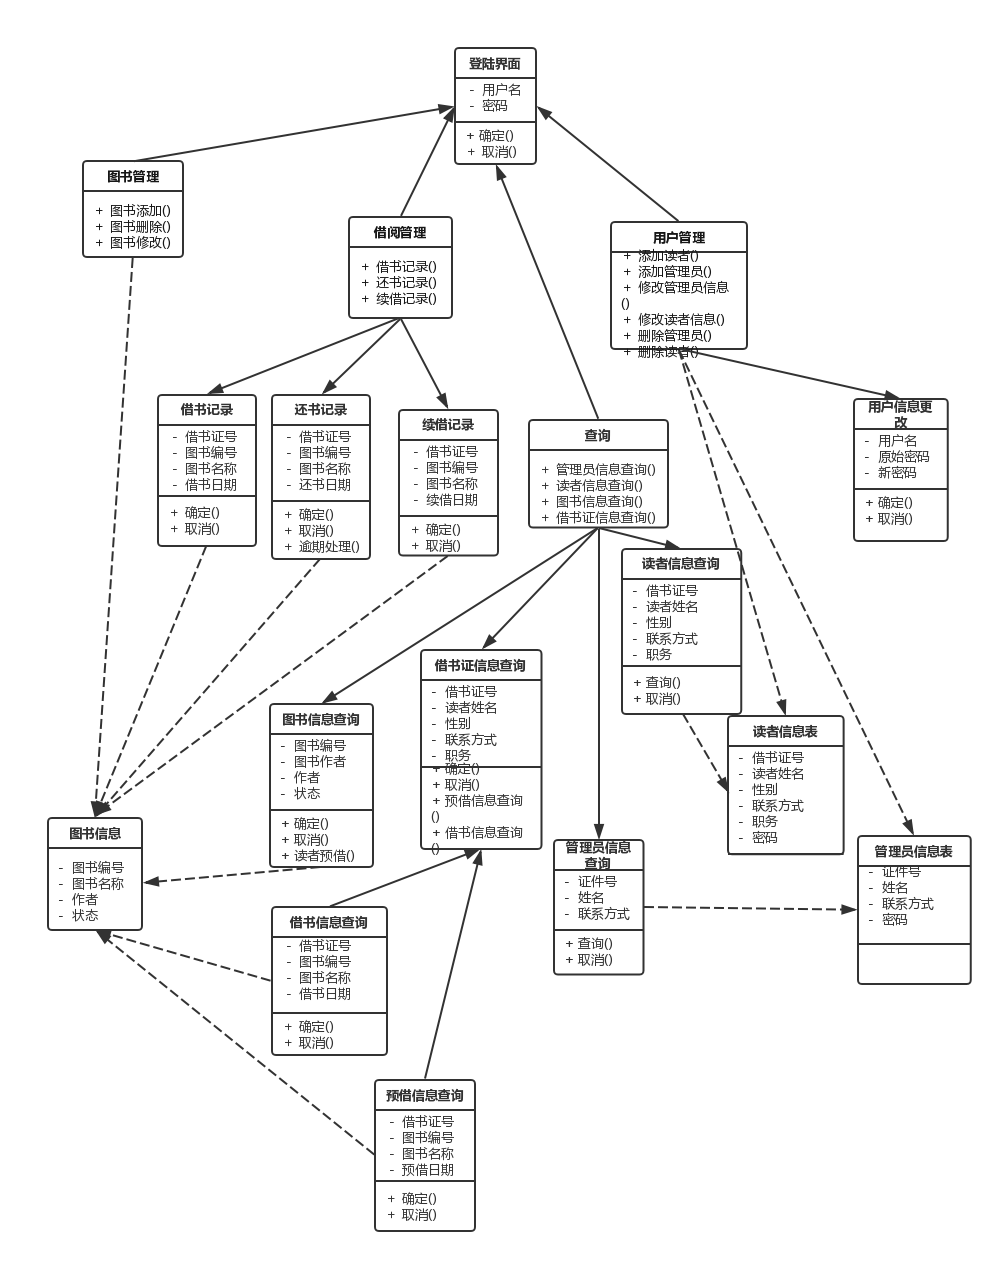 登陆界面
- 用户名
- 密码
+ 确定()
+ 取消()
图书管理
+ 图书添加()
+ 图书删除()
+ 图书修改()
借阅管理
+ 借书记录()
+ 还书记录()
+ 续借记录()
用户管理
+ 添加读者()
+ 添加管理员()
+ 修改管理员信息
()
+ 修改读者信息()
+ 删除管理员()
+ 删除读者()
借书记录
- 借书证号
- 图书编号
- 图书名称
- 借书日期
+ 确定()
+ 取消()
还书记录
- 借书证号
- 图书编号
- 图书名称
- 还书日期
+ 确定()
+ 取消()
+ 逾期处理()
续借记录
- 借书证号
- 图书编号
- 图书名称
- 续借日期
+ 确定()
+ 取消()
查询
+ 管理员信息查询()
+ 读者信息查询()
+ 图书信息查询()
+ 借书证信息查询()
用户信息更
改
- 用户名
- 原始密码
- 新密码
+ 确定()
+ 取消()
读者信息查询
- 借书证号
- 读者姓名
- 性别
- 联系方式
- 职务
+ 查询()
+ 取消()
借书证信息查询
- 借书证号
- 读者姓名
- 性别
- 联系方式
- 职务
+ 确定()
+ 取消()
+ 预借信息查询
()
+ 借书信息查询
()
图书信息查询
- 图书编号
- 图书作者
- 作者
- 状态
+ 确定()
+ 取消()
+ 读者预借()
读者信息表
- 借书证号
- 读者姓名
- 性别
- 联系方式
- 职务
- 密码
图书信息
- 图书编号
- 图书名称
- 作者
- 状态
管理员信息
查询
- 证件号
- 姓名
- 联系方式
+ 查询()
+ 取消()
管理员信息表
- 证件号
- 姓名
- 联系方式
- 密码
借书信息查询
- 借书证号
- 图书编号
- 图书名称
- 借书日期
+ 确定()
+ 取消()
预借信息查询
- 借书证号
- 图书编号
- 图书名称
- 预借日期
+ 确定()
+ 取消()